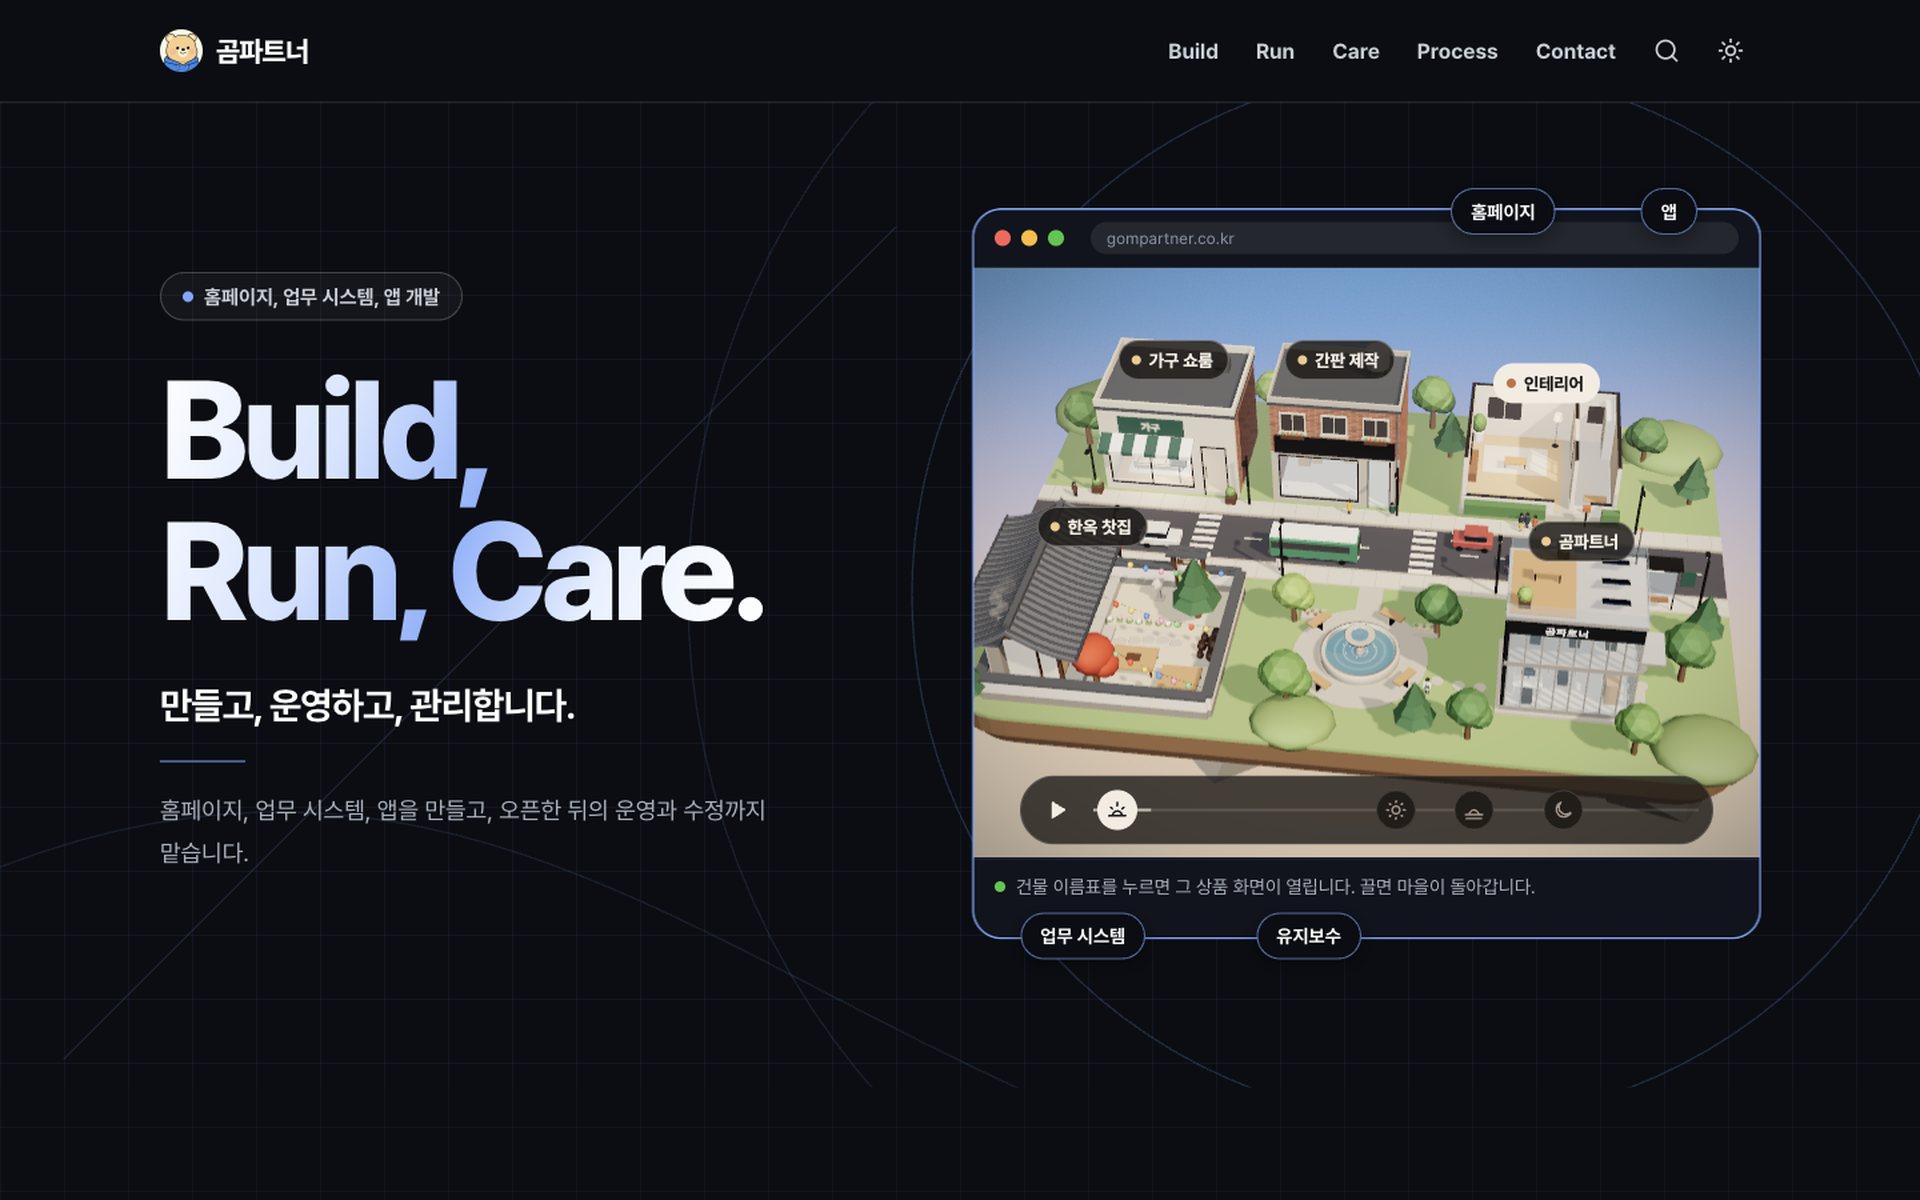 곰파트너
Build
Run
Care
Process
Contact
홈페이지, 업무 시스템, 앱 개발
Build,
Run, Care.
만들고, 운영하고, 관리합니다.
홈페이지, 업무 시스템, 앱을 만들고, 오픈한 뒤의 운영과 수정까지
맡습니다.
홈페이지
앱
gompartner.co.kr
가구 쇼룸
간판 제작
인테리어
가구
한옥 찻집
곰파트너
곰파트너
건물 이름표를 누르면 그 상품 화면이 열립니다. 끌면 마을이 돌아갑니다.
업무 시스템
유지보수